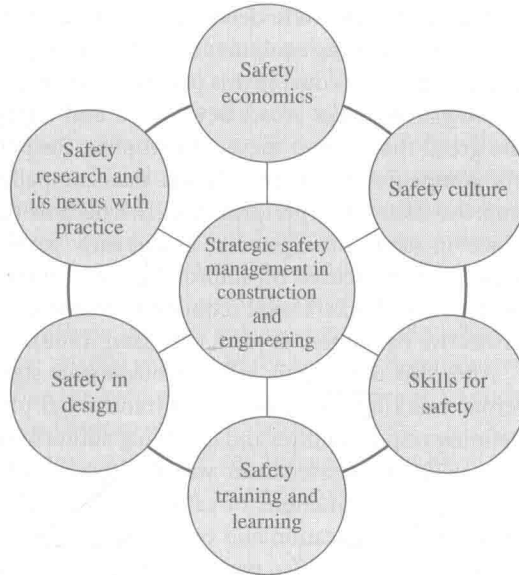 Safety
economics
Safety
research and
its nexus with
practice
Safety culture
Strategic safety
management in
construction
and
engineering
Safety in
design
Skills for
safety
Safety
training and
learning